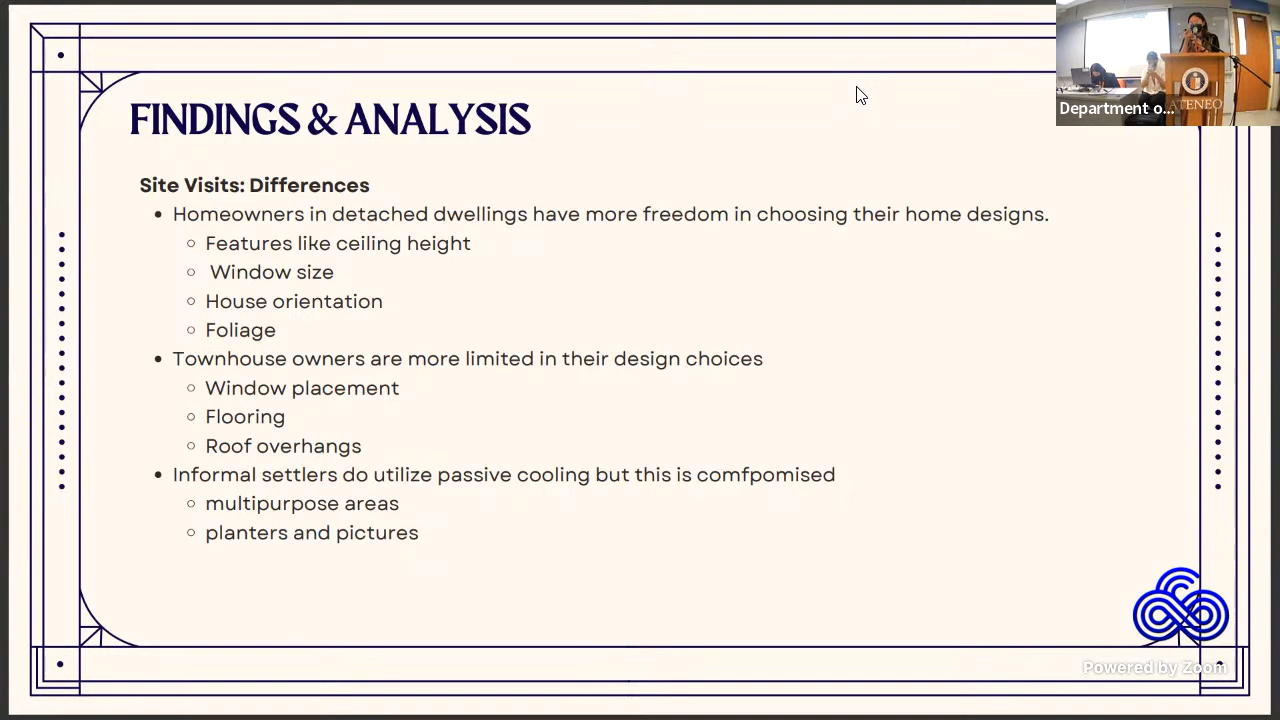 FINDINGS & ANALYSIS
Site Visits: Differences
• Homeowners in detached dwellings have more freedom in choosing their home designs.
○ Features like ceiling height
○ Window size
○ House orientation
○ Foliage
• Townhouse owners are more limited in their design choices
○ Window placement
○ Flooring
○ Roof overhangs
• Informal settlers do utilize passive cooling but this is comfpomised
○ multipurpose areas
○ planters and pictures
Department o...
ATENEO
Powered by Zoom